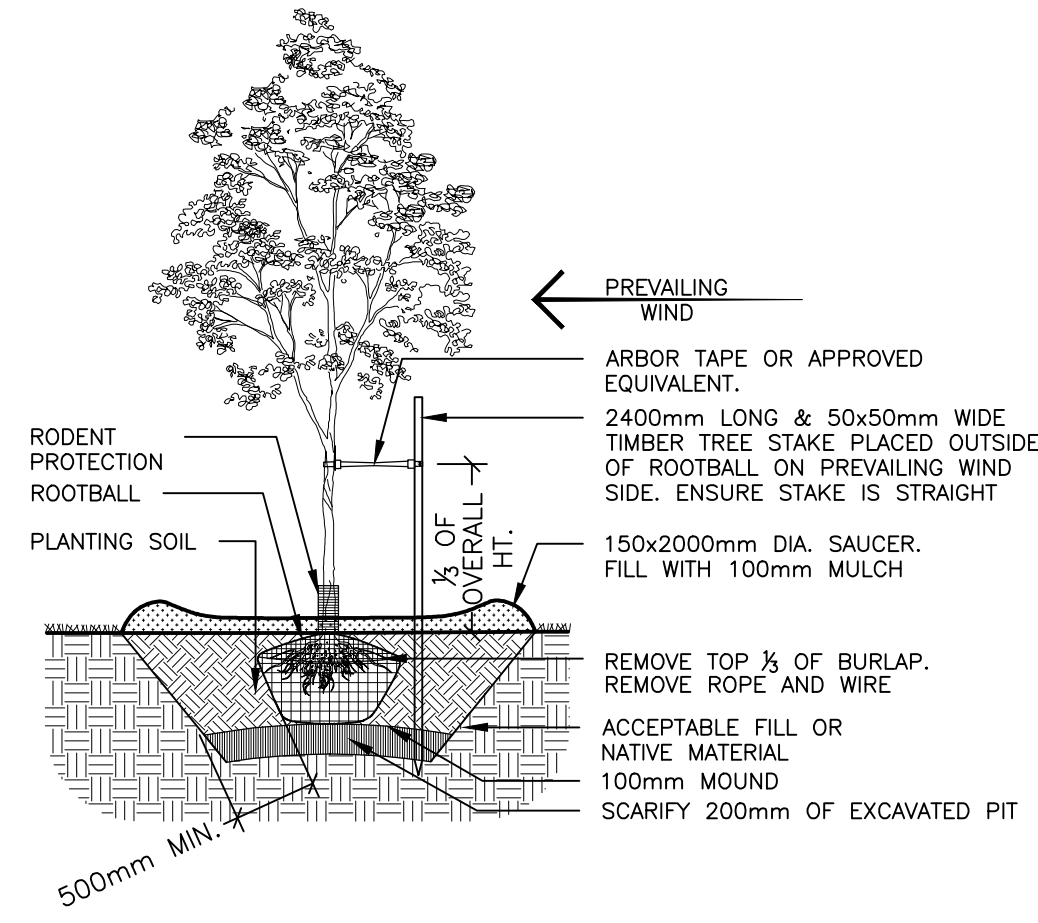 PREVAILING
WIND
ARBOR TAPE OR APPROVED
EQUIVALENT.
2400mm LONG & 50x50mm WIDE
TIMBER TREE STAKE PLACED OUTSIDE
OF ROOTBALL ON PREVAILING WIND
SIDE. ENSURE STAKE IS STRAIGHT
RODENT
PROTECTION
ROOTBALL
PLANTING SOIL
⅓ OF
OVERALL
HT.
150x2000mm DIA. SAUCER.
FILL WITH 100mm MULCH
REMOVE TOP ⅓ OF BURLAP.
REMOVE ROPE AND WIRE
ACCEPTABLE FILL OR
NATIVE MATERIAL
100mm MOUND
SCARIFY 200mm OF EXCAVATED PIT
500mm MIN.